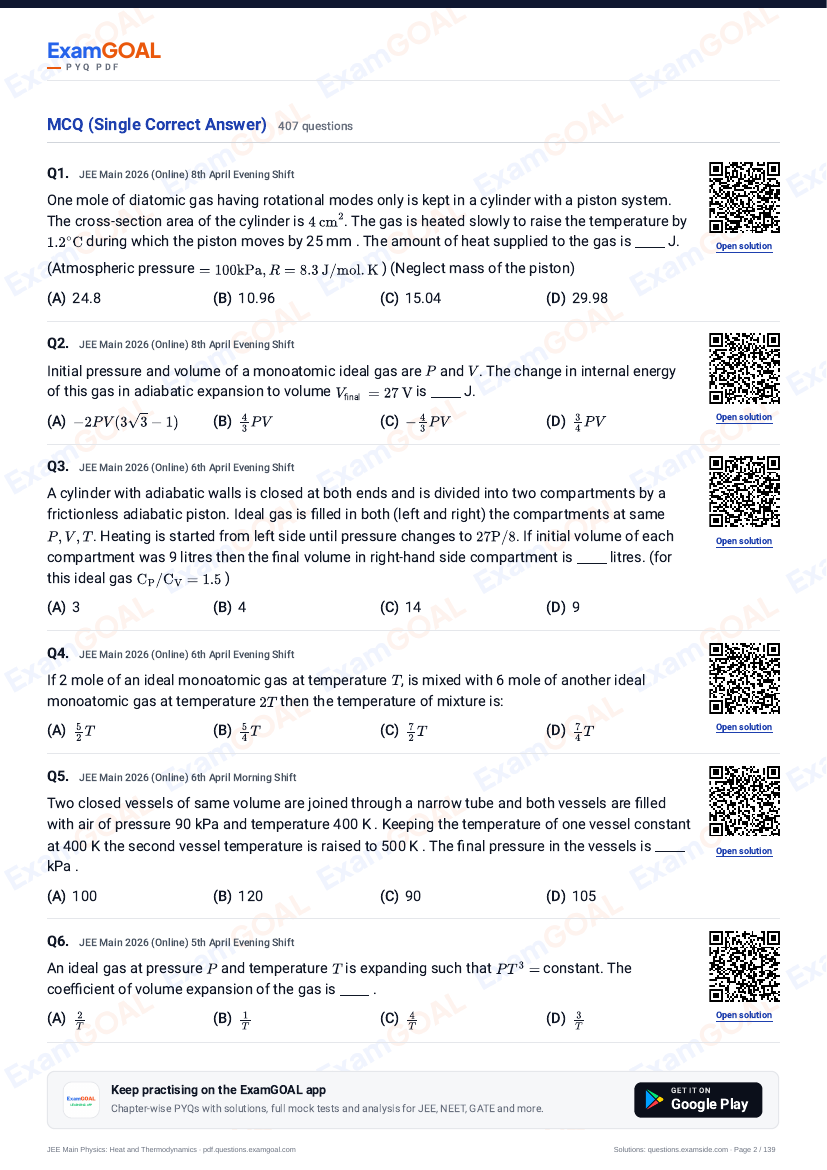 ExamGOAL
PYQ PDF
MCQ (Single Correct Answer) 407 questions
Q1. JEE Main 2026 (Online) 8th April Evening Shift
One mole of diatomic gas having rotational modes only is kept in a cylinder with a piston system.
The cross-section area of the cylinder is 4 cm². The gas is heated slowly to raise the temperature by
1.2°C during which the piston moves by 25 mm . The amount of heat supplied to the gas is ____ J.
(Atmospheric pressure = 100kPa, R = 8.3 J/mol. K ) (Neglect mass of the piston)
(A) 24.8 (B) 10.96 (C) 15.04 (D) 29.98
Open solution
Q2. JEE Main 2026 (Online) 8th April Evening Shift
Initial pressure and volume of a monoatomic ideal gas are P and V. The change in internal energy
of this gas in adiabatic expansion to volume V_final = 27 V is ____ J.
(A) −2PV(3√3 − 1) (B) 4/3 PV (C) −4/3 PV (D) 3/4 PV
Open solution
Q3. JEE Main 2026 (Online) 6th April Evening Shift
A cylinder with adiabatic walls is closed at both ends and is divided into two compartments by a
frictionless adiabatic piston. Ideal gas is filled in both (left and right) the compartments at same
P, V, T. Heating is started from left side until pressure changes to 27P/8. If initial volume of each
compartment was 9 litres then the final volume in right-hand side compartment is ____ litres. (for
this ideal gas C_P/C_V = 1.5 )
(A) 3 (B) 4 (C) 14 (D) 9
Open solution
Q4. JEE Main 2026 (Online) 6th April Evening Shift
If 2 mole of an ideal monoatomic gas at temperature T, is mixed with 6 mole of another ideal
monoatomic gas at temperature 2T then the temperature of mixture is:
(A) 5/2 T (B) 5/4 T (C) 7/2 T (D) 7/4 T
Open solution
Q5. JEE Main 2026 (Online) 6th April Morning Shift
Two closed vessels of same volume are joined through a narrow tube and both vessels are filled
with air of pressure 90 kPa and temperature 400 K . Keeping the temperature of one vessel constant
at 400 K the second vessel temperature is raised to 500 K . The final pressure in the vessels is ____
kPa .
(A) 100 (B) 120 (C) 90 (D) 105
Open solution
Q6. JEE Main 2026 (Online) 5th April Evening Shift
An ideal gas at pressure P and temperature T is expanding such that PT³ = constant. The
coefficient of volume expansion of the gas is ____ .
(A) 2/T (B) 1/T (C) 4/T (D) 3/T
Open solution
Keep practising on the ExamGOAL app
Chapter-wise PYQs with solutions, full mock tests and analysis for JEE, NEET, GATE and more.
ExamGOAL
GET IT ON
Google Play
JEE Main Physics: Heat and Thermodynamics · pdf.questions.examgoal.com
Solutions: questions.examside.com · Page 2 / 139